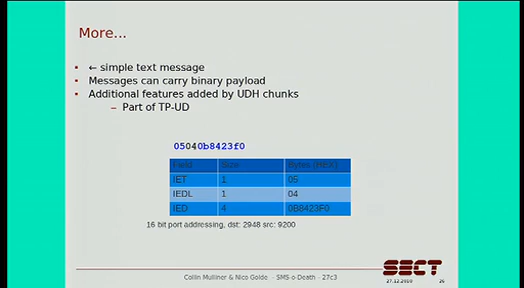 More...
← simple text message
Messages can carry binary payload
Additional features added by UDH chunks
– Part of TP-UD
05040b8423f0
Field Size Bytes (HEX)
IET 1 05
IEDL 1 04
IED 4 0B8423F0
16 bit port addressing, dst: 2948 src: 9200
Collin Mulliner & Nico Golde - SMS-o-Death - 27c3
SECT
27.12.2010 26